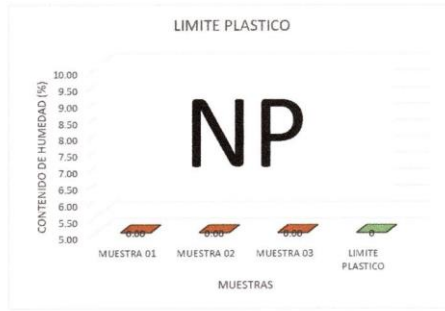 LIMITE PLASTICO
CONTENIDO DE HUMEDAD (%)
10.00
9.50
9.00
8.50
8.00
7.50
7.00
6.50
6.00
5.50
5.00
NP
0.00
0.00
0.00
0
MUESTRA 01
MUESTRA 02
MUESTRA 03
LIMITE
PLASTICO
MUESTRAS